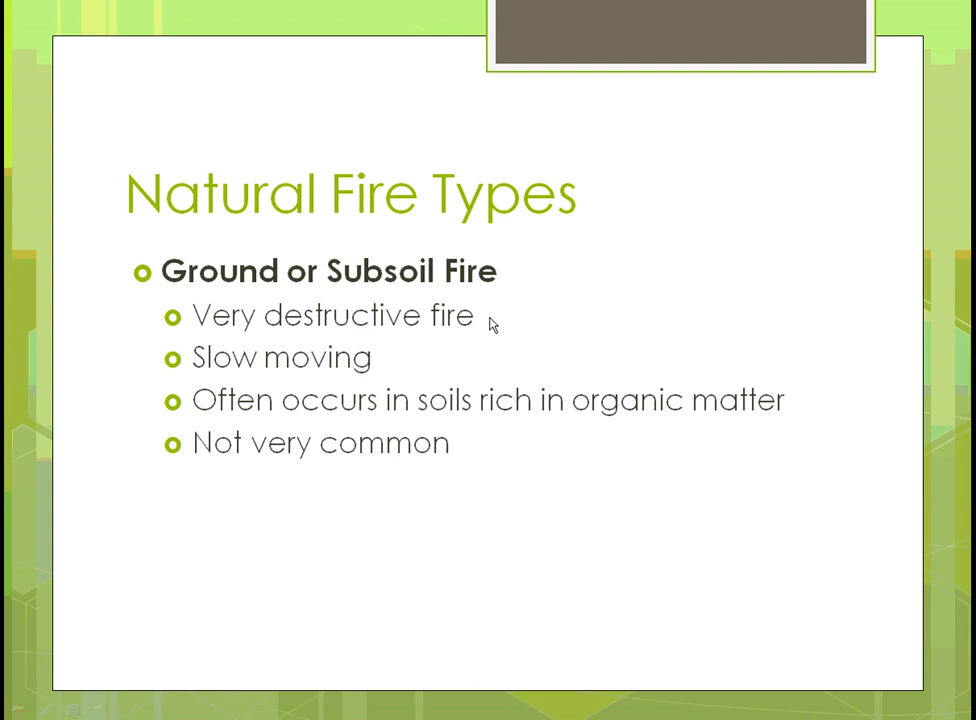 Natural Fire Types
Ground or Subsoil Fire
Very destructive fire
Slow moving
Often occurs in soils rich in organic matter
Not very common